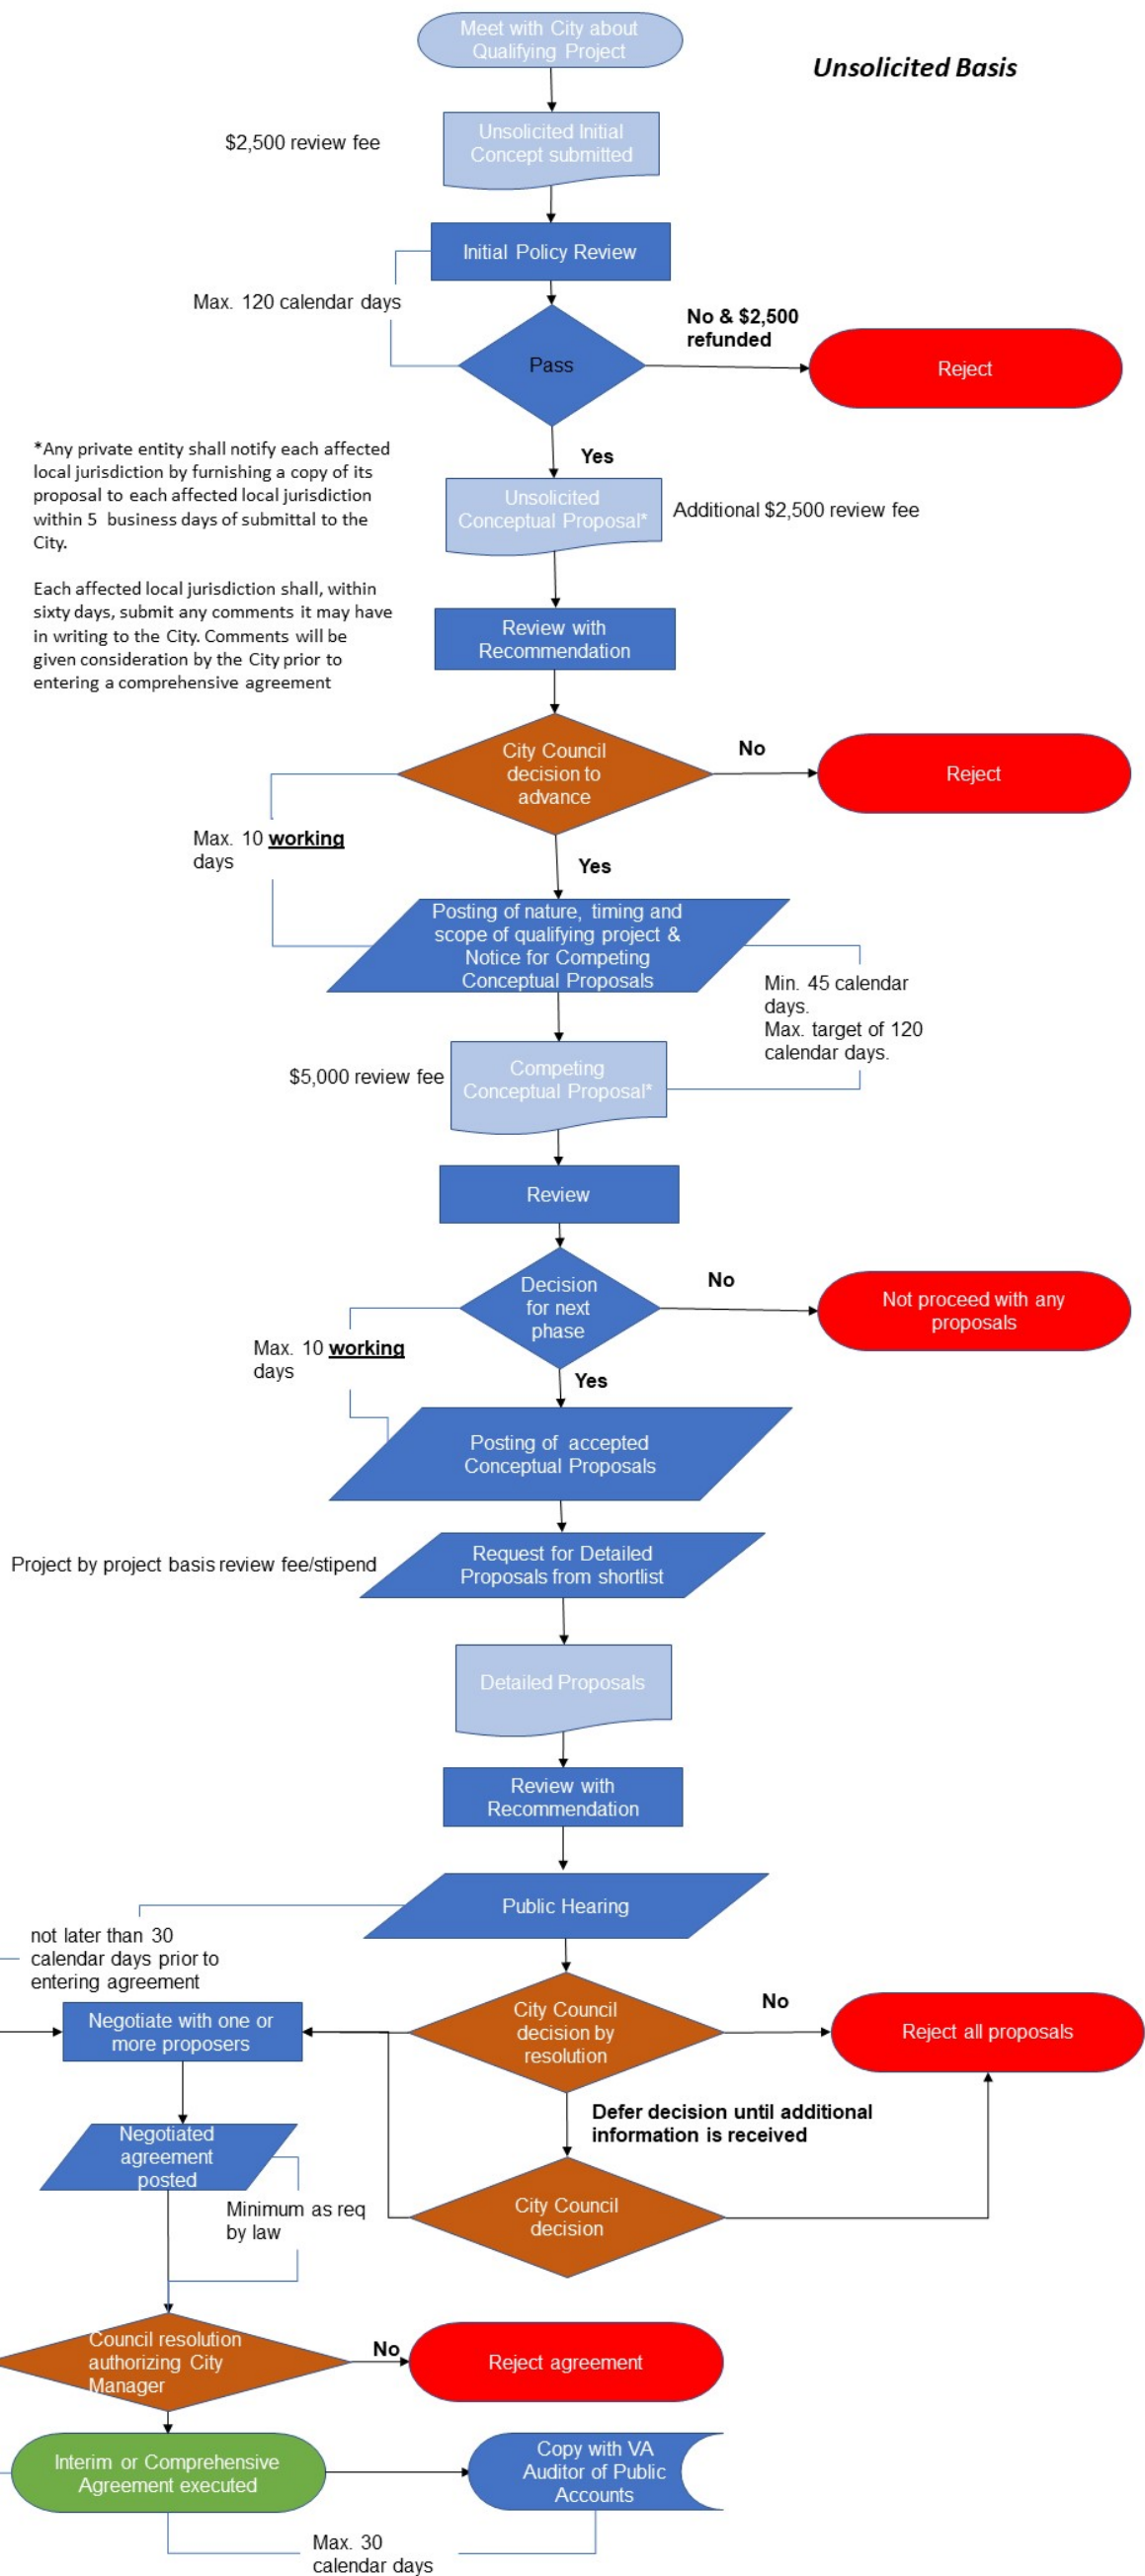 Meet with City about
Qualifying Project
Unsolicited Basis
$2,500 review fee
Unsolicited Initial
Concept submitted
Initial Policy Review
Max. 120 calendar days
No & $2,500
refunded
Pass
Reject
*Any private entity shall notify each affected
local jurisdiction by furnishing a copy of its
proposal to each affected local jurisdiction
within 5 business days of submittal to the
City.
Each affected local jurisdiction shall, within
sixty days, submit any comments it may have
in writing to the City. Comments will be
given consideration by the City prior to
entering a comprehensive agreement
Yes
Unsolicited
Conceptual Proposal*
Additional $2,500 review fee
Review with
Recommendation
City Council
decision to
advance
No
Reject
Max. 10 working
days
Yes
Posting of nature, timing and
scope of qualifying project &
Notice for Competing
Conceptual Proposals
Min. 45 calendar
days.
Max. target of 120
calendar days.
$5,000 review fee
Competing
Conceptual Proposal*
Review
Decision
for next
phase
No
Not proceed with any
proposals
Max. 10 working
days
Yes
Posting of accepted
Conceptual Proposals
Project by project basis review fee/stipend
Request for Detailed
Proposals from shortlist
Detailed Proposals
Review with
Recommendation
Public Hearing
not later than 30
calendar days prior to
entering agreement
Negotiate with one or
more proposers
City Council
decision by
resolution
No
Reject all proposals
Defer decision until additional
information is received
Negotiated
agreement
posted
Minimum as req
by law
City Council
decision
Council resolution
authorizing City
Manager
No
Reject agreement
Interim or Comprehensive
Agreement executed
Copy with VA
Auditor of Public
Accounts
Max. 30
calendar days